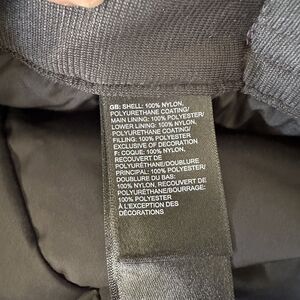 GB: SHELL: 100% NYLON,
POLYURETHANE COATING/
MAIN LINING: 100% POLYESTER/
LOWER LINING: 100% NYLON,
POLYURETHANE COATING/
FILLING: 100% POLYESTER
EXCLUSIVE OF DECORATION
F: COQUE: 100% NYLON,
RECOUVERT DE
POLYURÉTHANE/DOUBLURE
PRINCIPAL: 100% POLYESTER/
DOUBLURE DU BAS:
100% NYLON, RECOUVERT DE
POLYURÉTHANE/BOURRAGE:
100% POLYESTER
À L'EXCEPTION DES
DÉCORATIONS